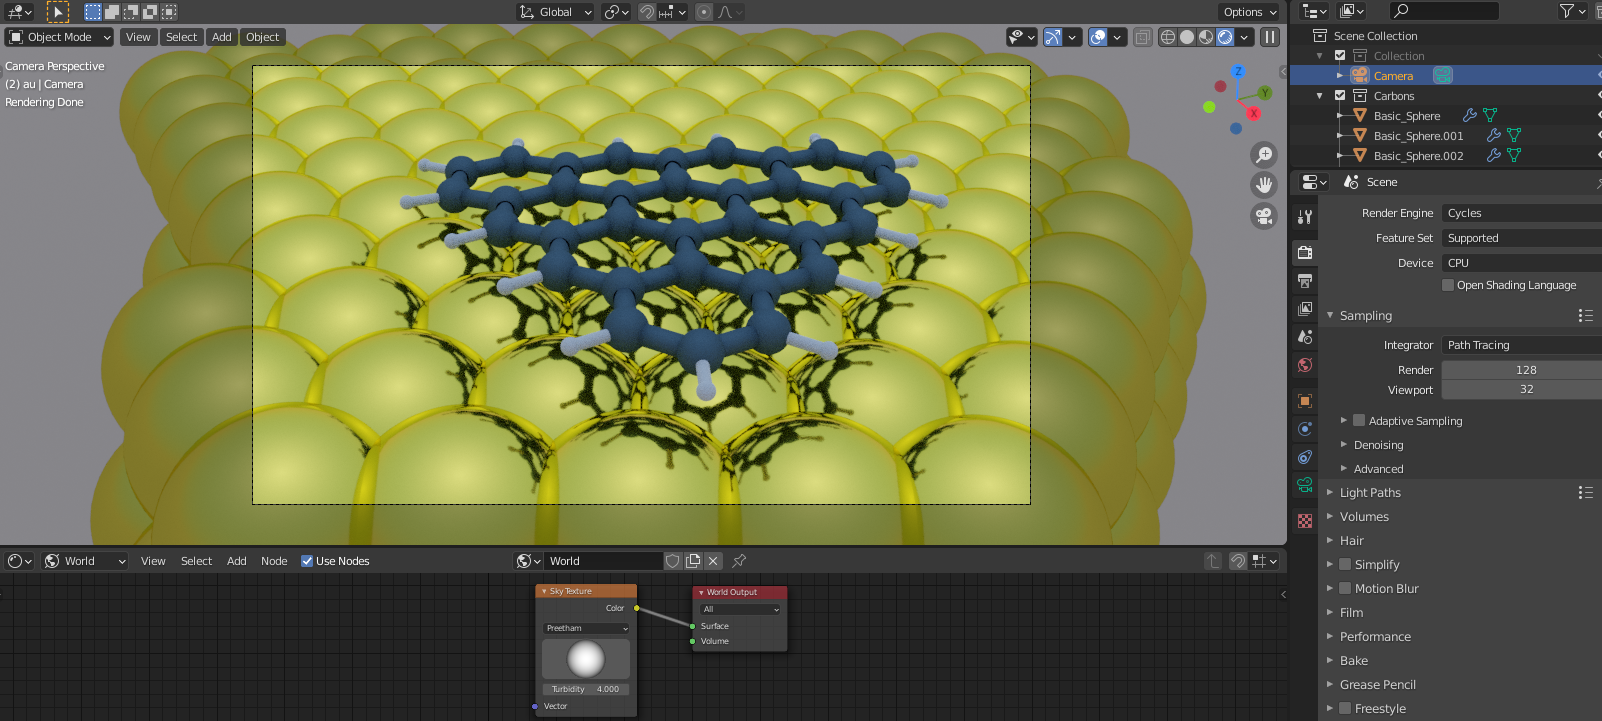 Global
Options
Object Mode
View
Select
Add
Object
Camera Perspective
(2) au | Camera
Rendering Done
Z
Y
X
Scene Collection
Collection
Camera
Carbons
Basic_Sphere
Basic_Sphere.001
Basic_Sphere.002
Scene
Render Engine Cycles
Feature Set Supported
Device CPU
Open Shading Language
Sampling
Integrator Path Tracing
Render 128
Viewport 32
Adaptive Sampling
Denoising
Advanced
Light Paths
Volumes
Hair
Simplify
Motion Blur
Film
Performance
Bake
Grease Pencil
Freestyle
World
View
Select
Add
Node
Use Nodes
World
Sky Texture
Color
Preetham
Turbidity 4.000
Vector
World Output
All
Surface
Volume